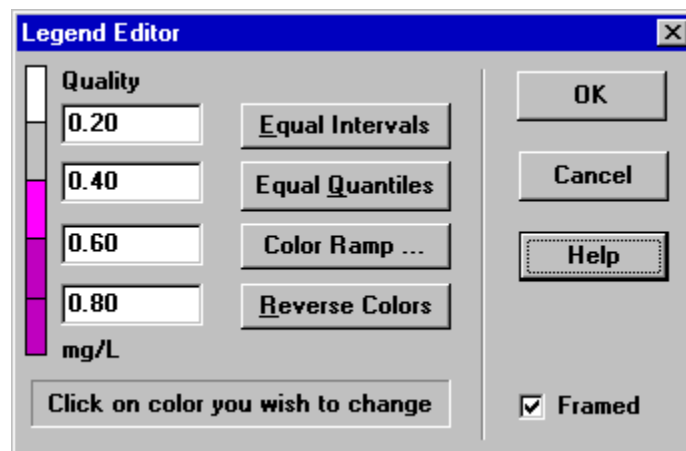 Legend Editor
Quality
0.20
Equal Intervals
OK
0.40
Equal Quantiles
Cancel
0.60
Color Ramp ...
Help
0.80
Reverse Colors
mg/L
Click on color you wish to change
Framed